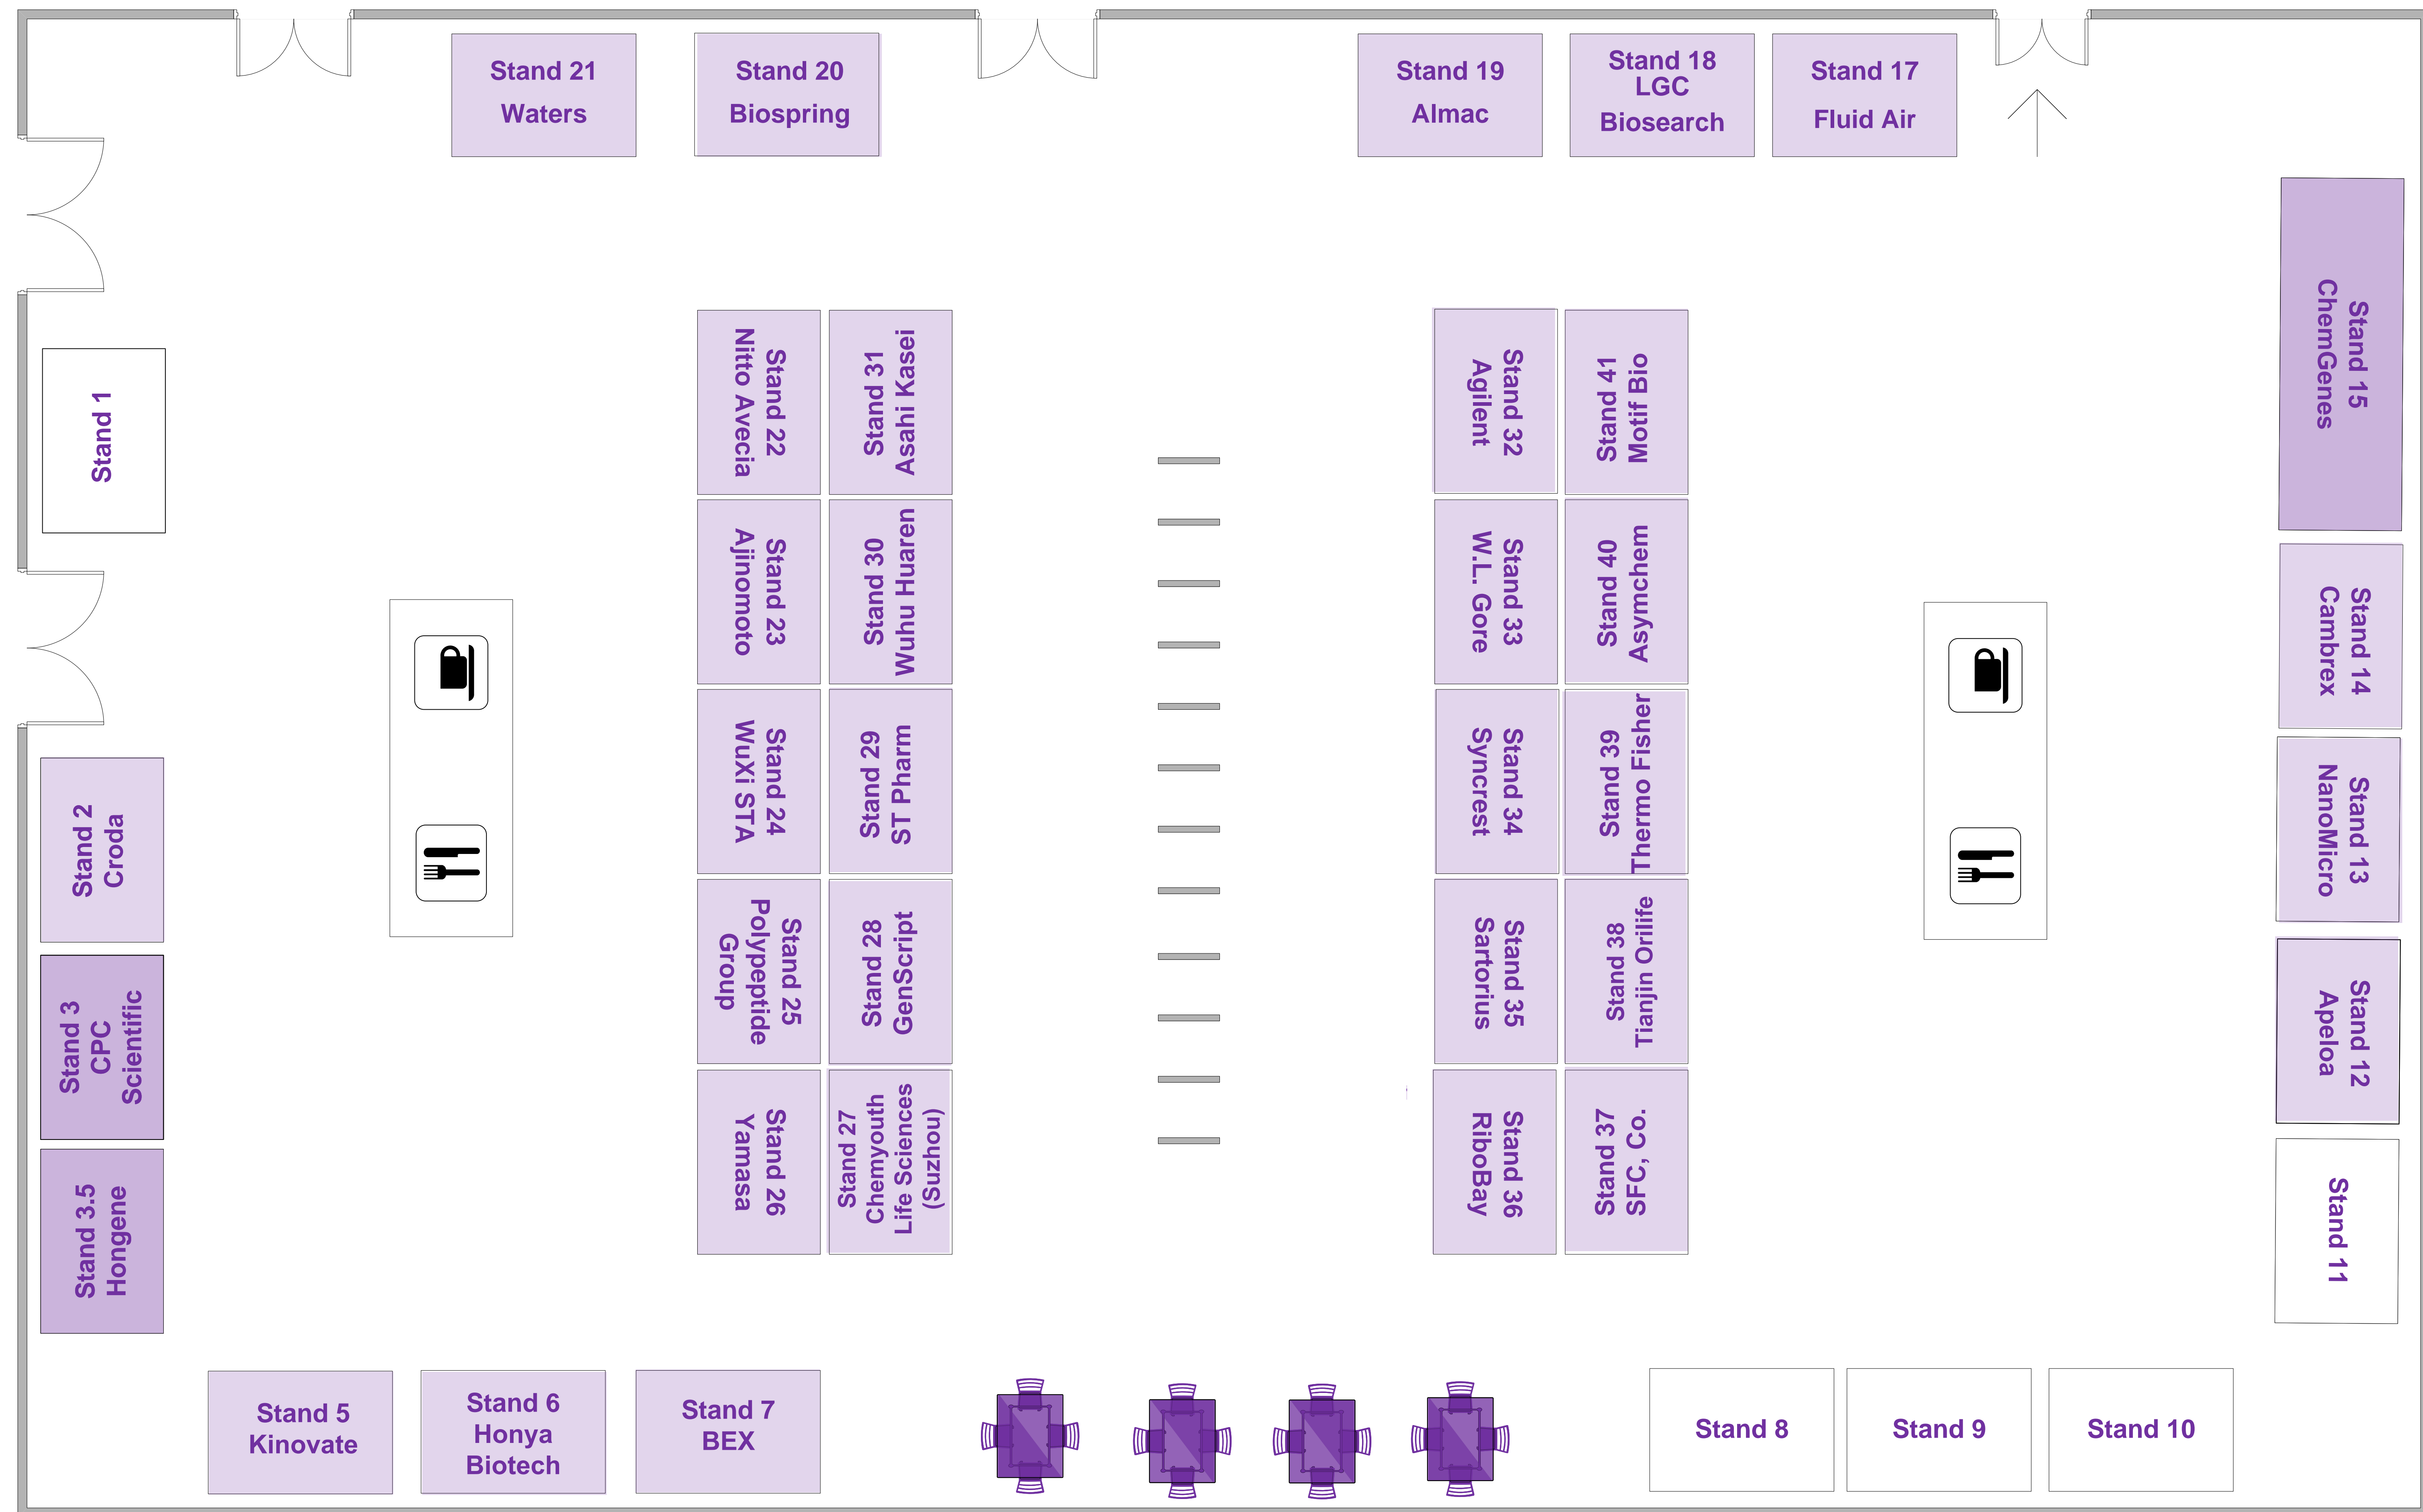 Stand 21
Waters
Stand 20
Biospring
Stand 19
Almac
Stand 18
LGC
Biosearch
Stand 17
Fluid Air
Stand 1
Stand 22
Nitto Avecia
Stand 31
Asahi Kasei
Stand 32
Agilent
Stand 41
Motif Bio
Stand 15
ChemGenes
Stand 23
Ajinomoto
Stand 30
Wuhu Huaren
Stand 33
W.L. Gore
Stand 40
Asymchem
Stand 14
Cambrex
Stand 2
Croda
Stand 24
WuXi STA
Stand 29
ST Pharm
Stand 34
Syncrest
Stand 39
Thermo Fisher
Stand 13
NanoMicro
Stand 3
CPC
Scientific
Stand 25
Polypeptide
Group
Stand 28
GenScript
Stand 35
Sartorius
Stand 38
Tianjin Orilife
Stand 12
Apeloa
Stand 3.5
Hongene
Stand 26
Yamasa
Stand 27
Chemyouth
Life Sciences
(Suzhou)
Stand 36
RiboBay
Stand 37
SFC, Co.
Stand 11
Stand 5
Kinovate
Stand 6
Honya
Biotech
Stand 7
BEX
Stand 8
Stand 9
Stand 10